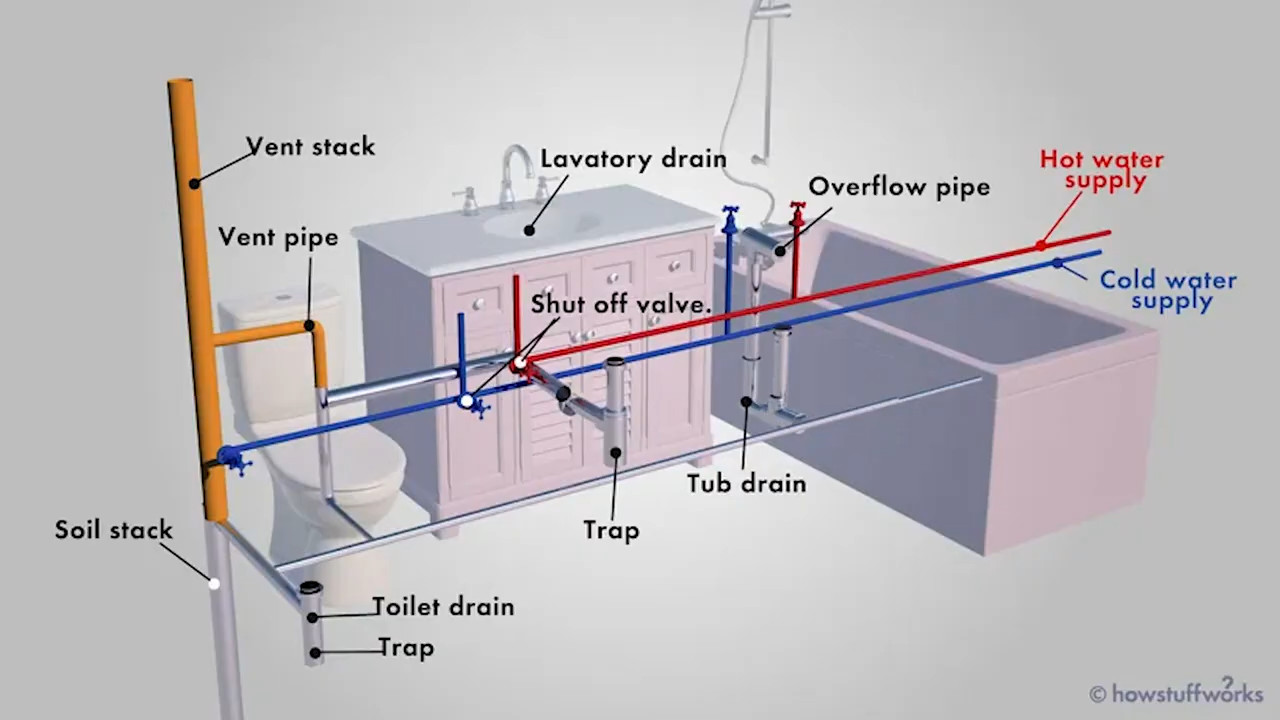 Vent stack
Lavatory drain
Hot water
supply
Overflow pipe
Vent pipe
Cold water
supply
Shut off valve.
Tub drain
Trap
Soil stack
Toilet drain
Trap
© howstuffworks
?